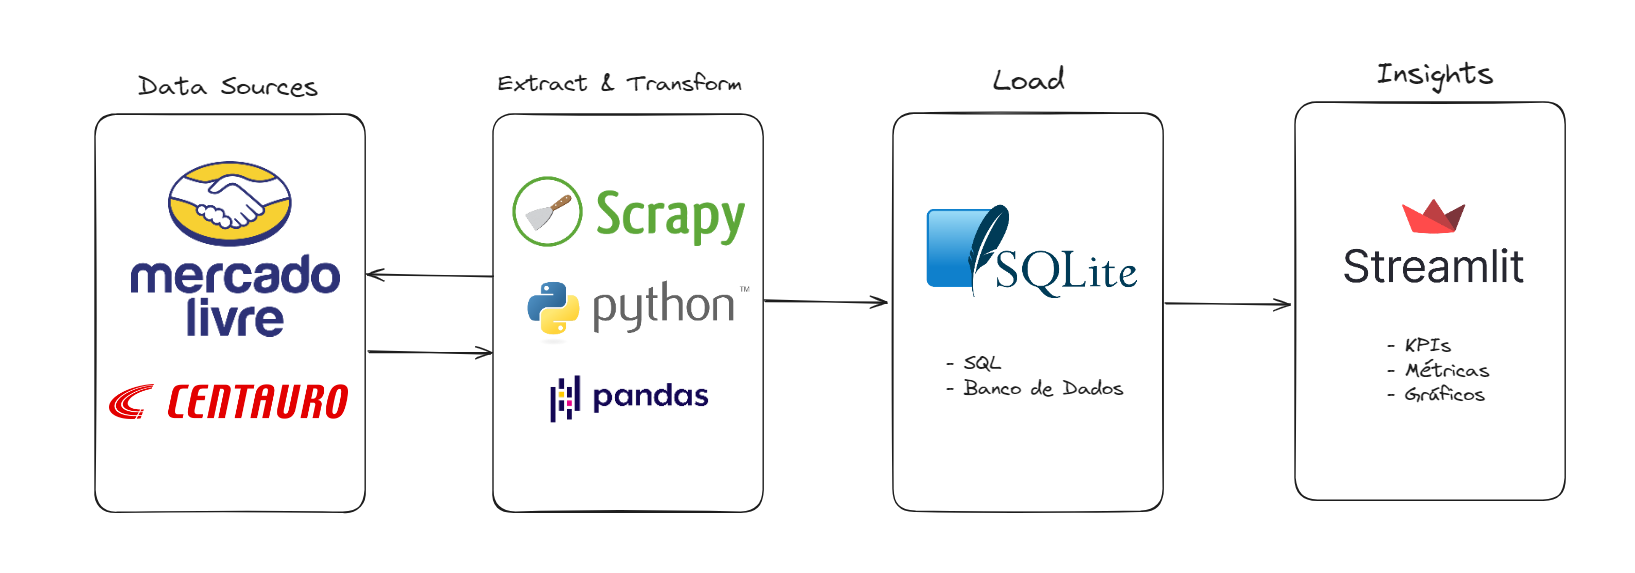 Data Sources
mercado
livre
CENTAURO
Extract & Transform
Scrapy
python™
pandas
Load
SQLite
- SQL
- Banco de Dados
Insights
Streamlit
- KPIs
- Métricas
- Gráficos